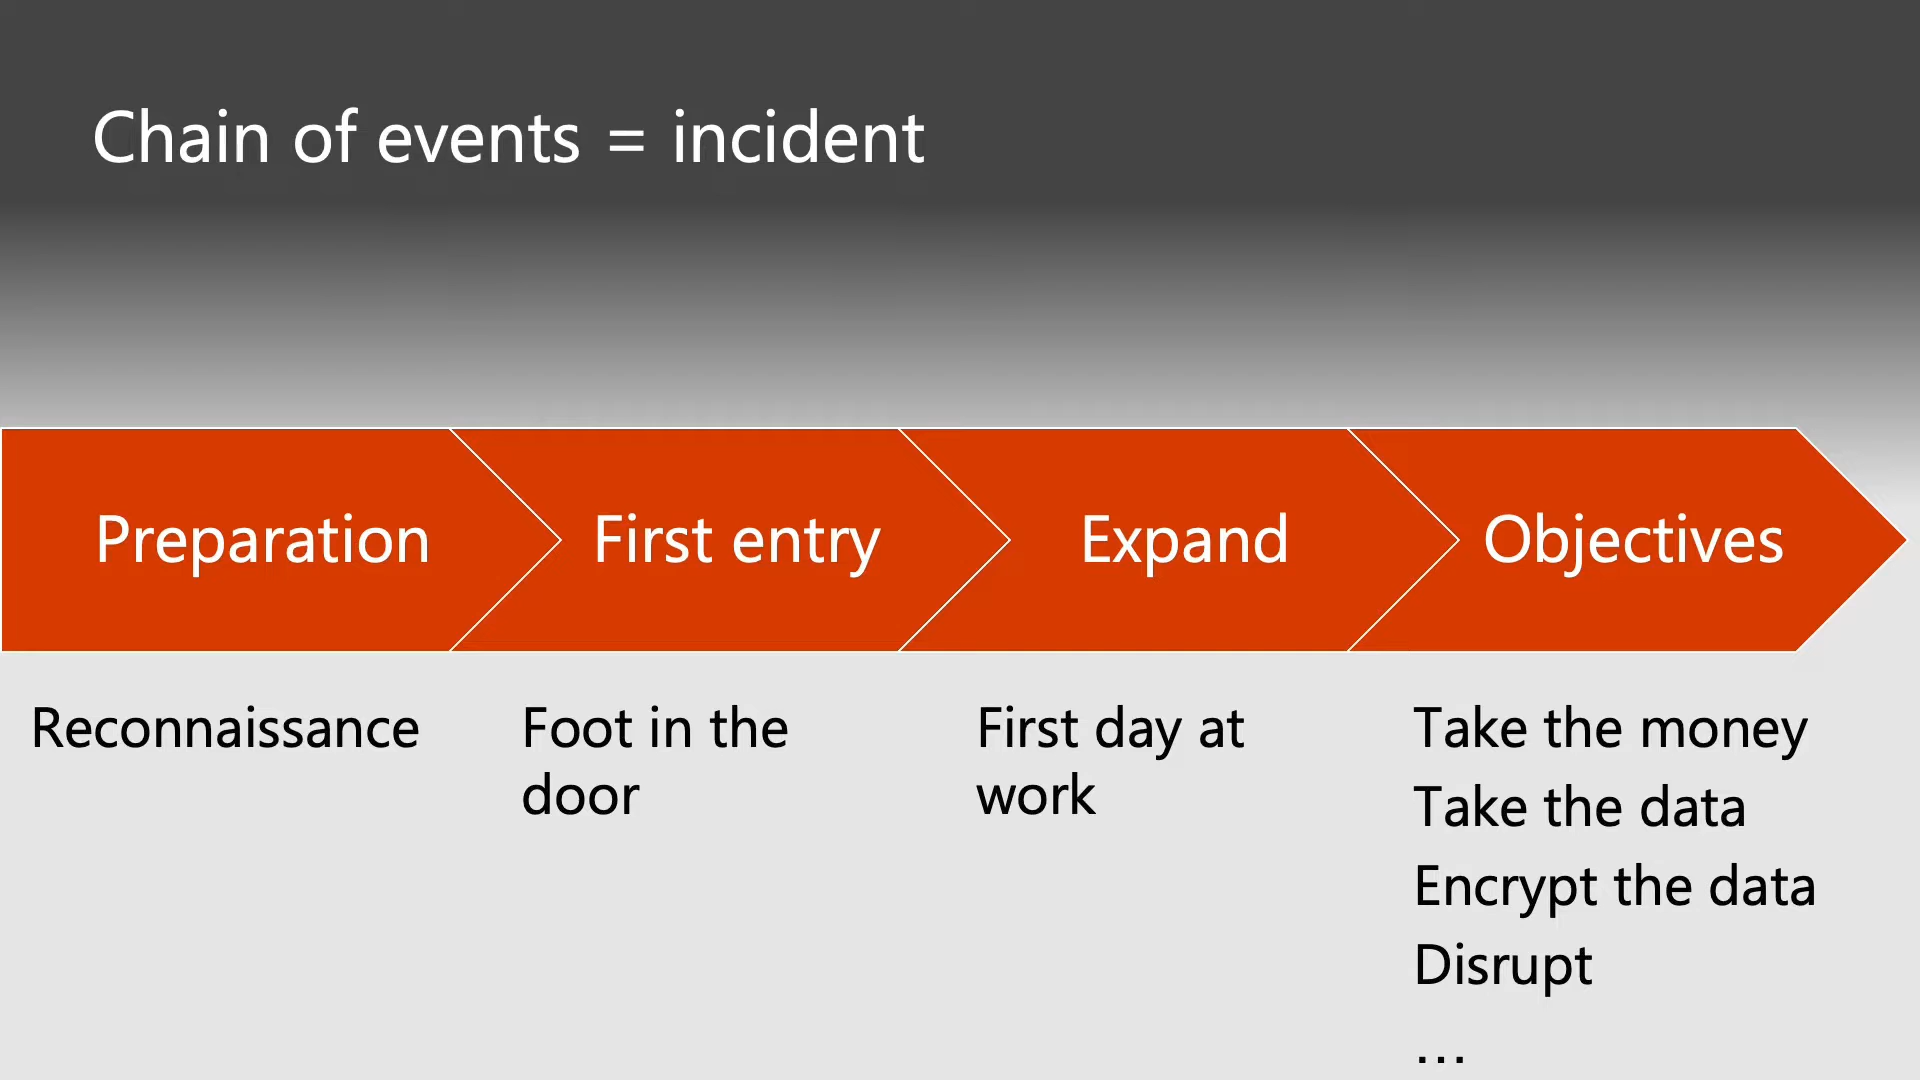 Chain of events = incident
Preparation
First entry
Expand
Objectives
Reconnaissance
Foot in the
door
First day at
work
Take the money
Take the data
Encrypt the data
Disrupt
…